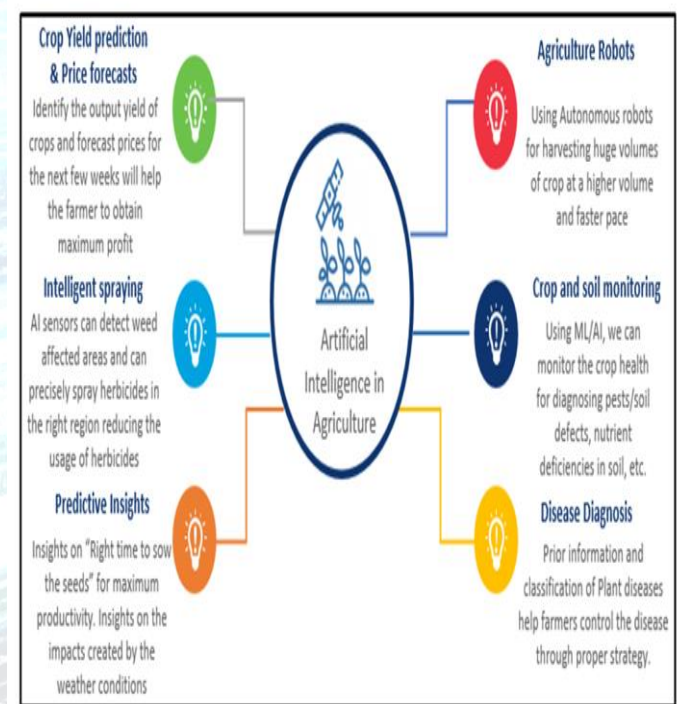 Crop Yield prediction
& Price forecasts
Identify the output yield of
crops and forecast prices for
the next few weeks will help
the farmer to obtain
maximum profit
Intelligent spraying
AI sensors can detect weed
affected areas and can
precisely spray herbicides in
the right region reducing the
usage of herbicides
Predictive Insights
Insights on “Right time to sow
the seeds” for maximum
productivity. Insights on the
impacts created by the
weather conditions
Artificial
Intelligence in
Agriculture
Agriculture Robots
Using Autonomous robots
for harvesting huge volumes
of crop at a higher volume
and faster pace
Crop and soil monitoring
Using ML/AI, we can
monitor the crop health
for diagnosing pests/soil
defects, nutrient
deficiencies in soil, etc.
Disease Diagnosis
Prior information and
classification of Plant diseases
help farmers control the disease
through proper strategy.